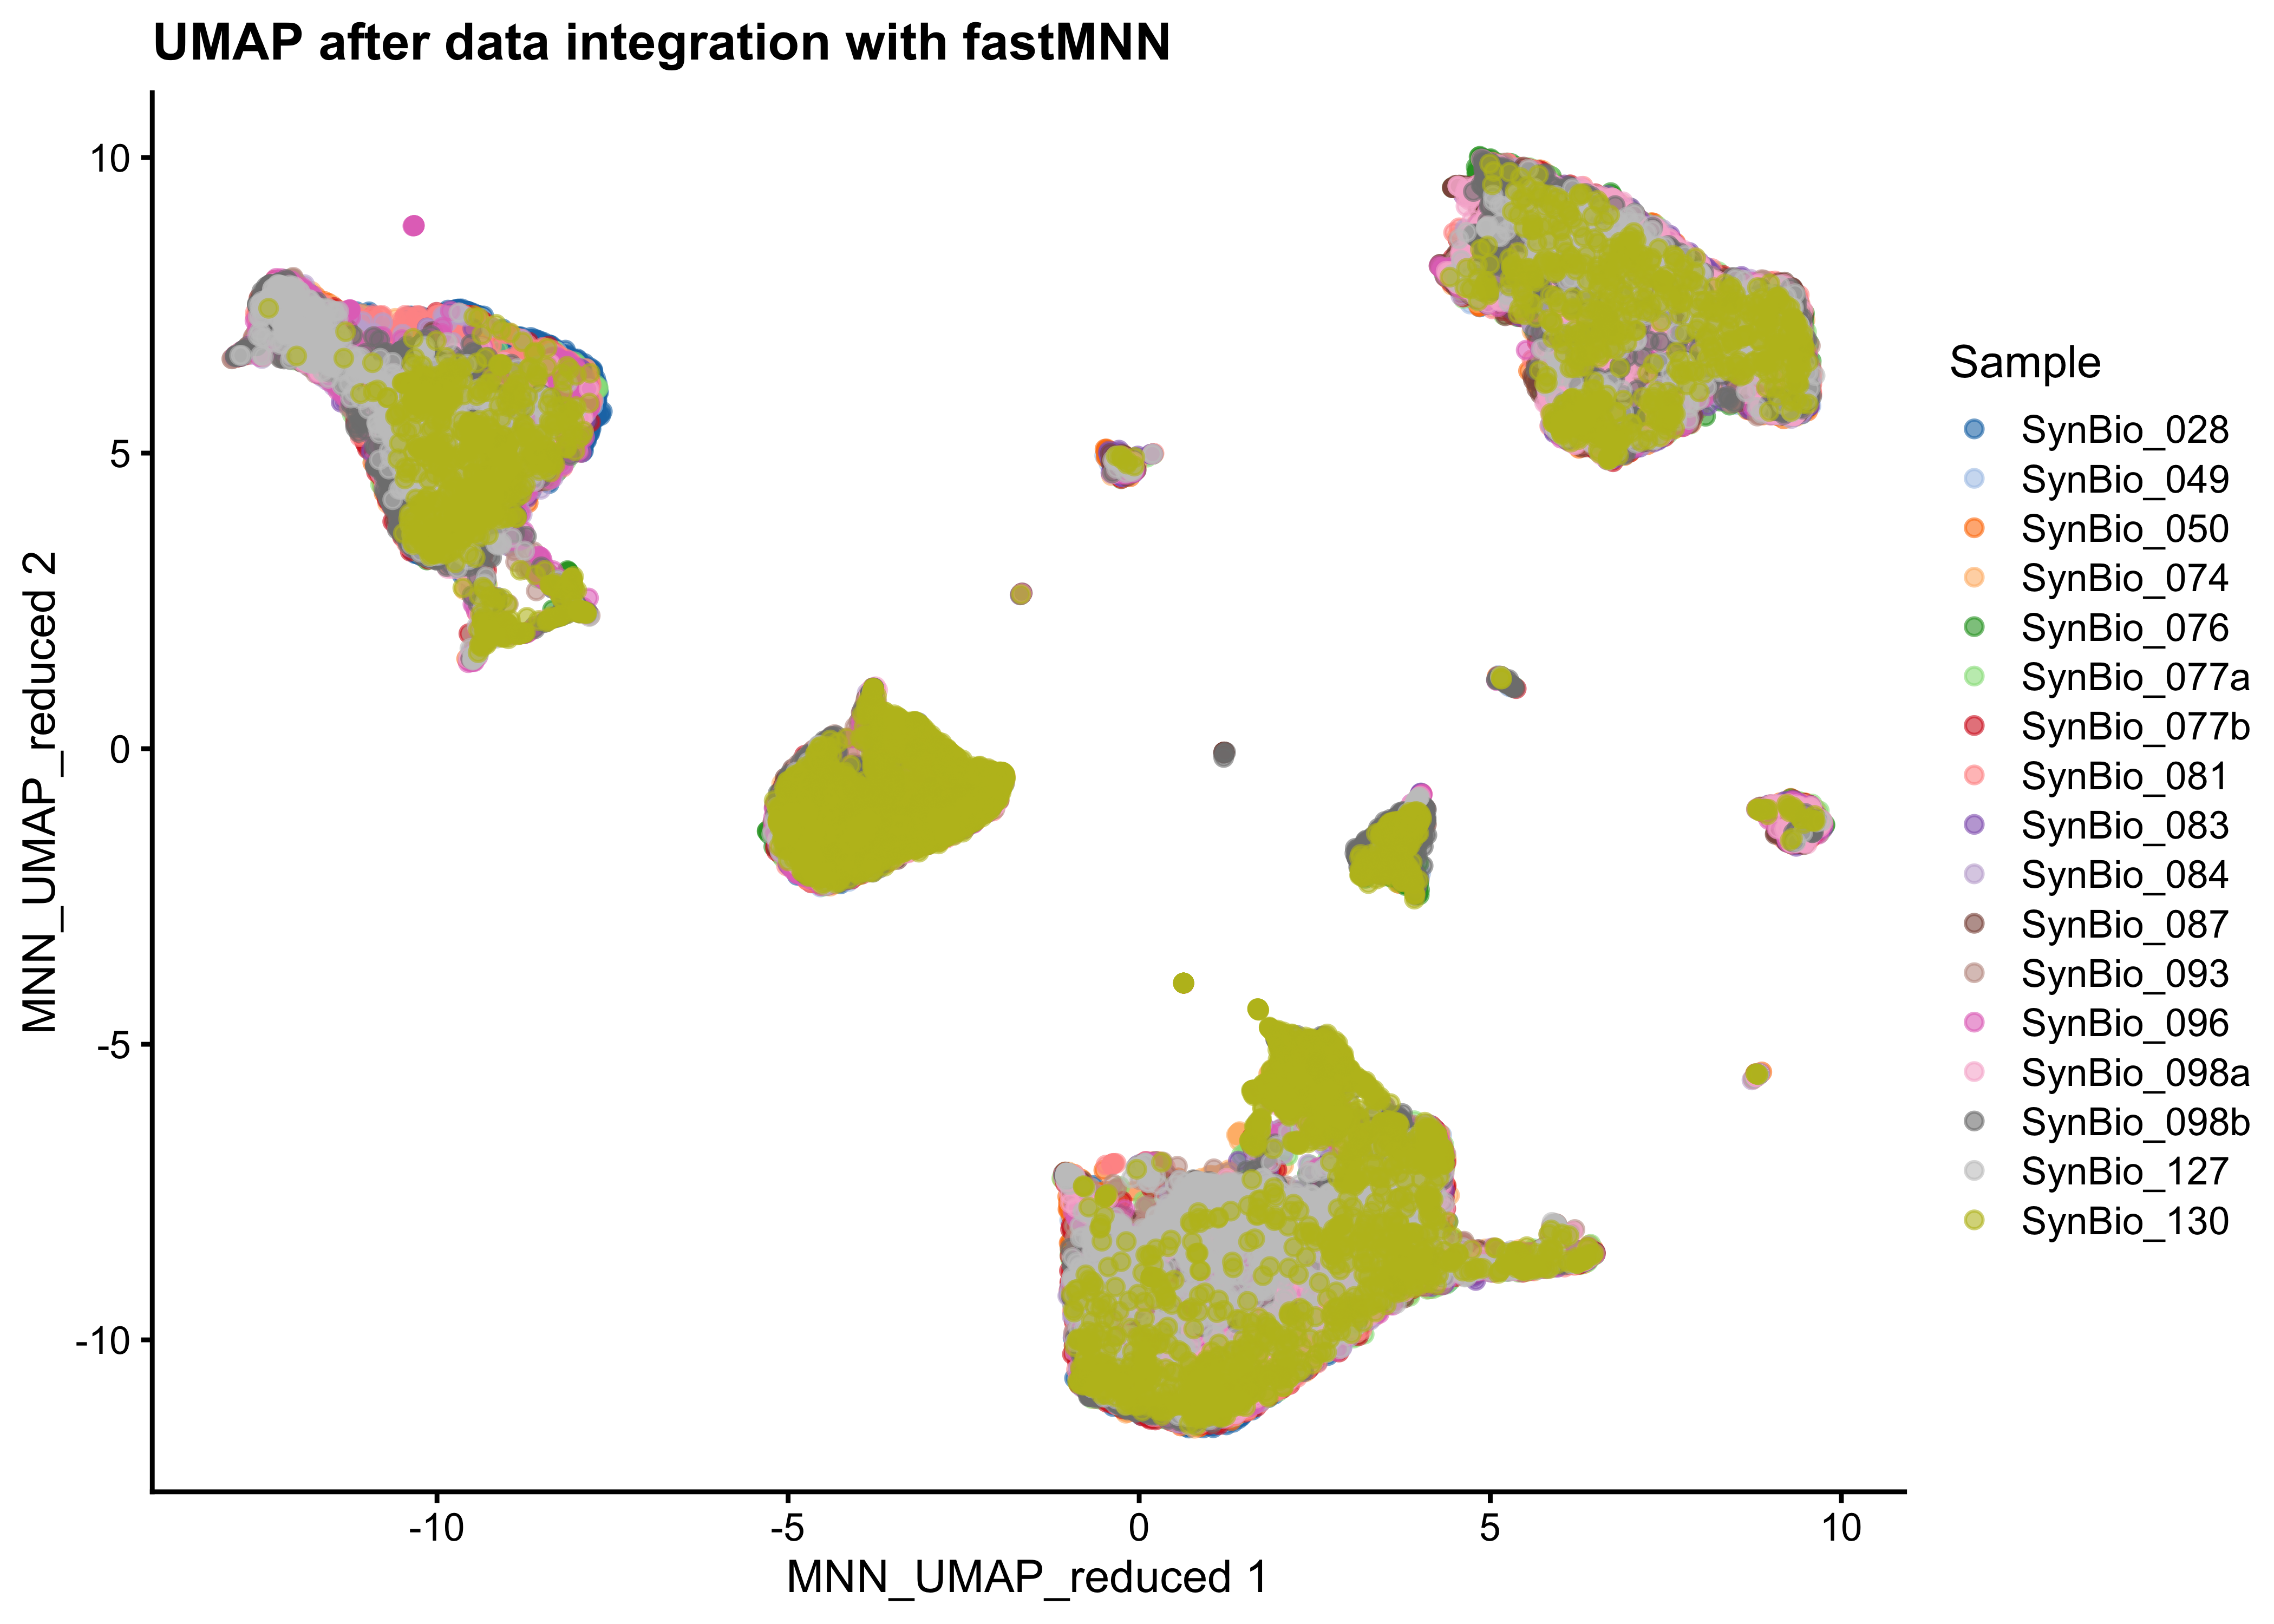 UMAP after data integration with fastMNN
MNN_UMAP_reduced 2
10
5
0
-5
-10
-10
-5
0
5
10
MNN_UMAP_reduced 1
Sample
SynBio_028
SynBio_049
SynBio_050
SynBio_074
SynBio_076
SynBio_077a
SynBio_077b
SynBio_081
SynBio_083
SynBio_084
SynBio_087
SynBio_093
SynBio_096
SynBio_098a
SynBio_098b
SynBio_127
SynBio_130